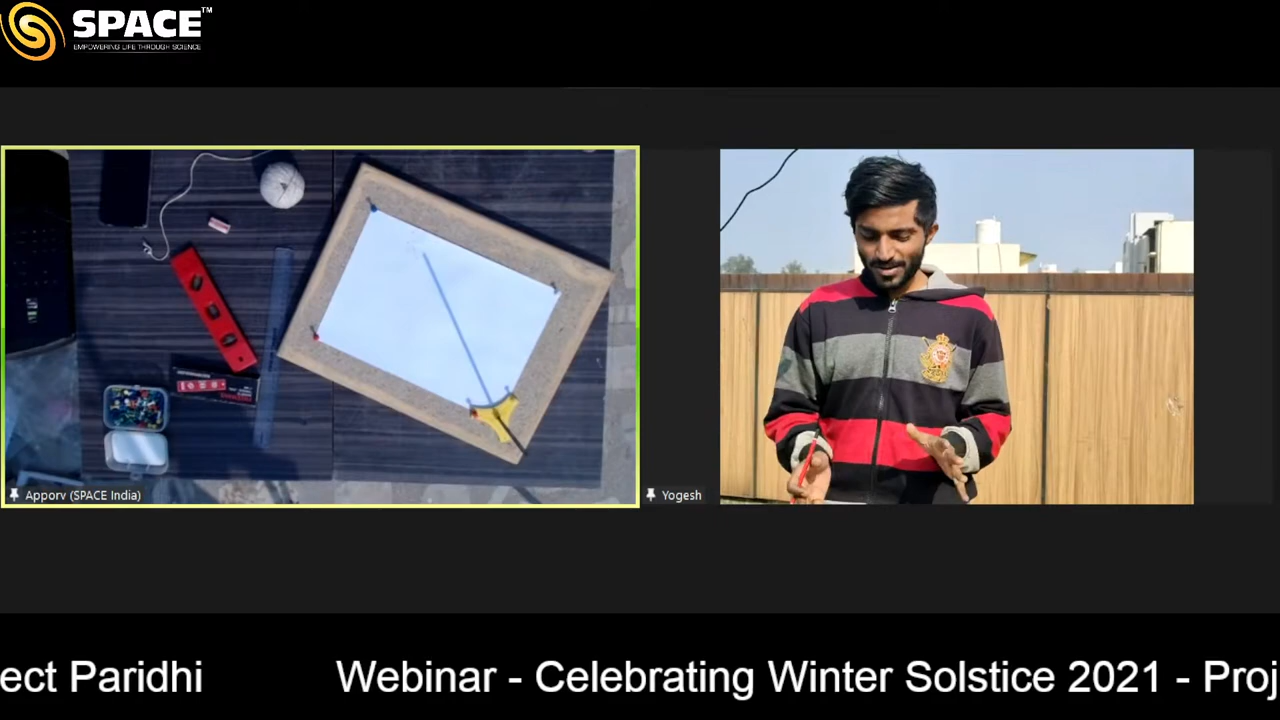 SPACE™
EMPOWERING LIFE THROUGH SCIENCE
Apporv (SPACE India)
Yogesh
ect Paridhi Webinar - Celebrating Winter Solstice 2021 - Proj